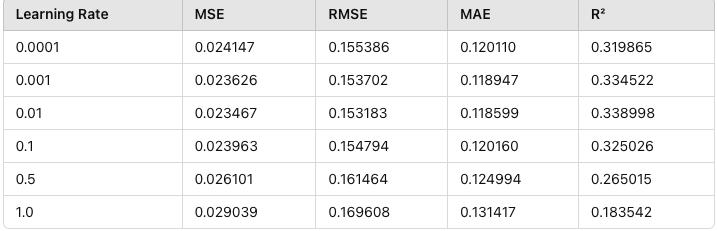 Learning Rate MSE RMSE MAE R²
0.0001 0.024147 0.155386 0.120110 0.319865
0.001 0.023626 0.153702 0.118947 0.334522
0.01 0.023467 0.153183 0.118599 0.338998
0.1 0.023963 0.154794 0.120160 0.325026
0.5 0.026101 0.161464 0.124994 0.265015
1.0 0.029039 0.169608 0.131417 0.183542